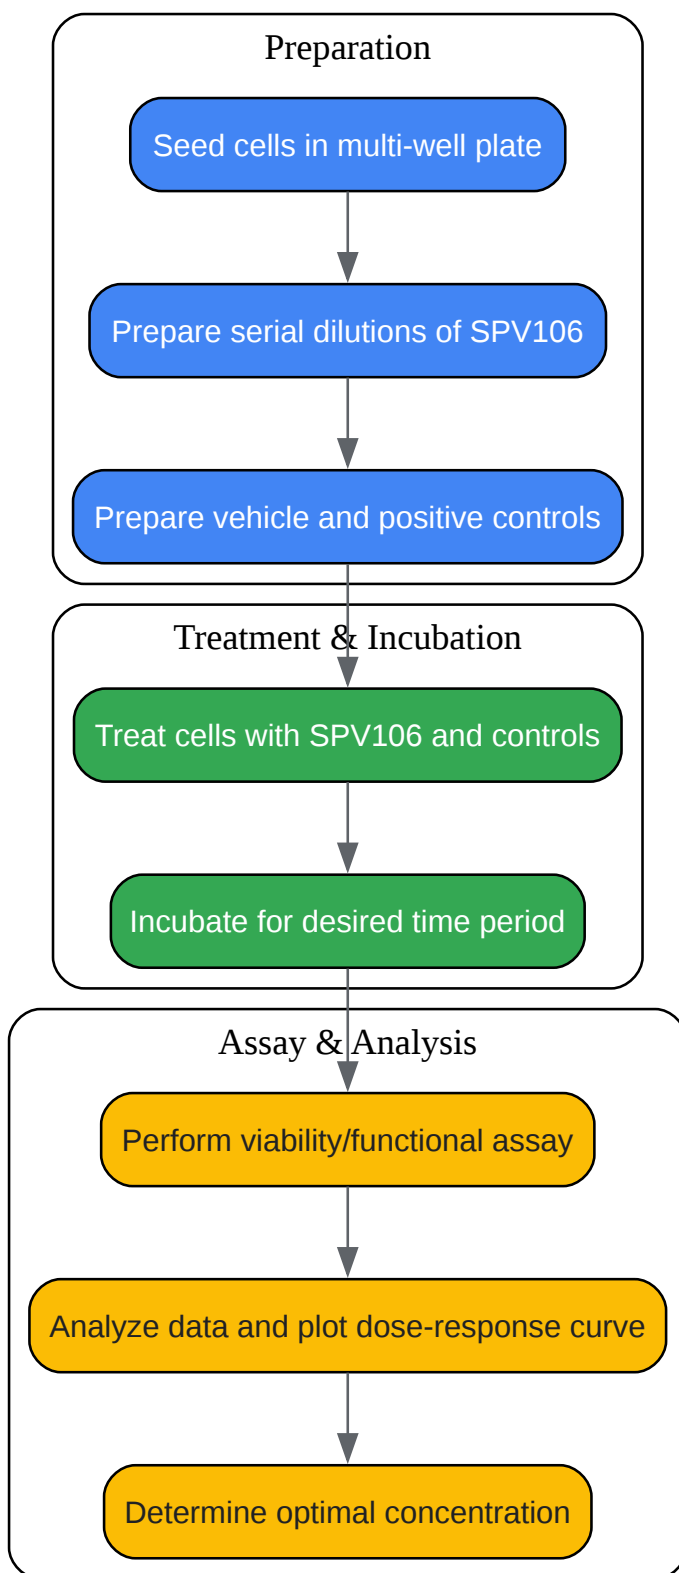 Preparation
Seed cells in multi-well plate
Prepare serial dilutions of SPV106
Prepare vehicle and positive controls
Treatment & Incubation
Treat cells with SPV106 and controls
Incubate for desired time period
Assay & Analysis
Perform viability/functional assay
Analyze data and plot dose-response curve
Determine optimal concentration